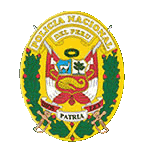 POLICIA NACIONAL
DEL PERU
PATRIA